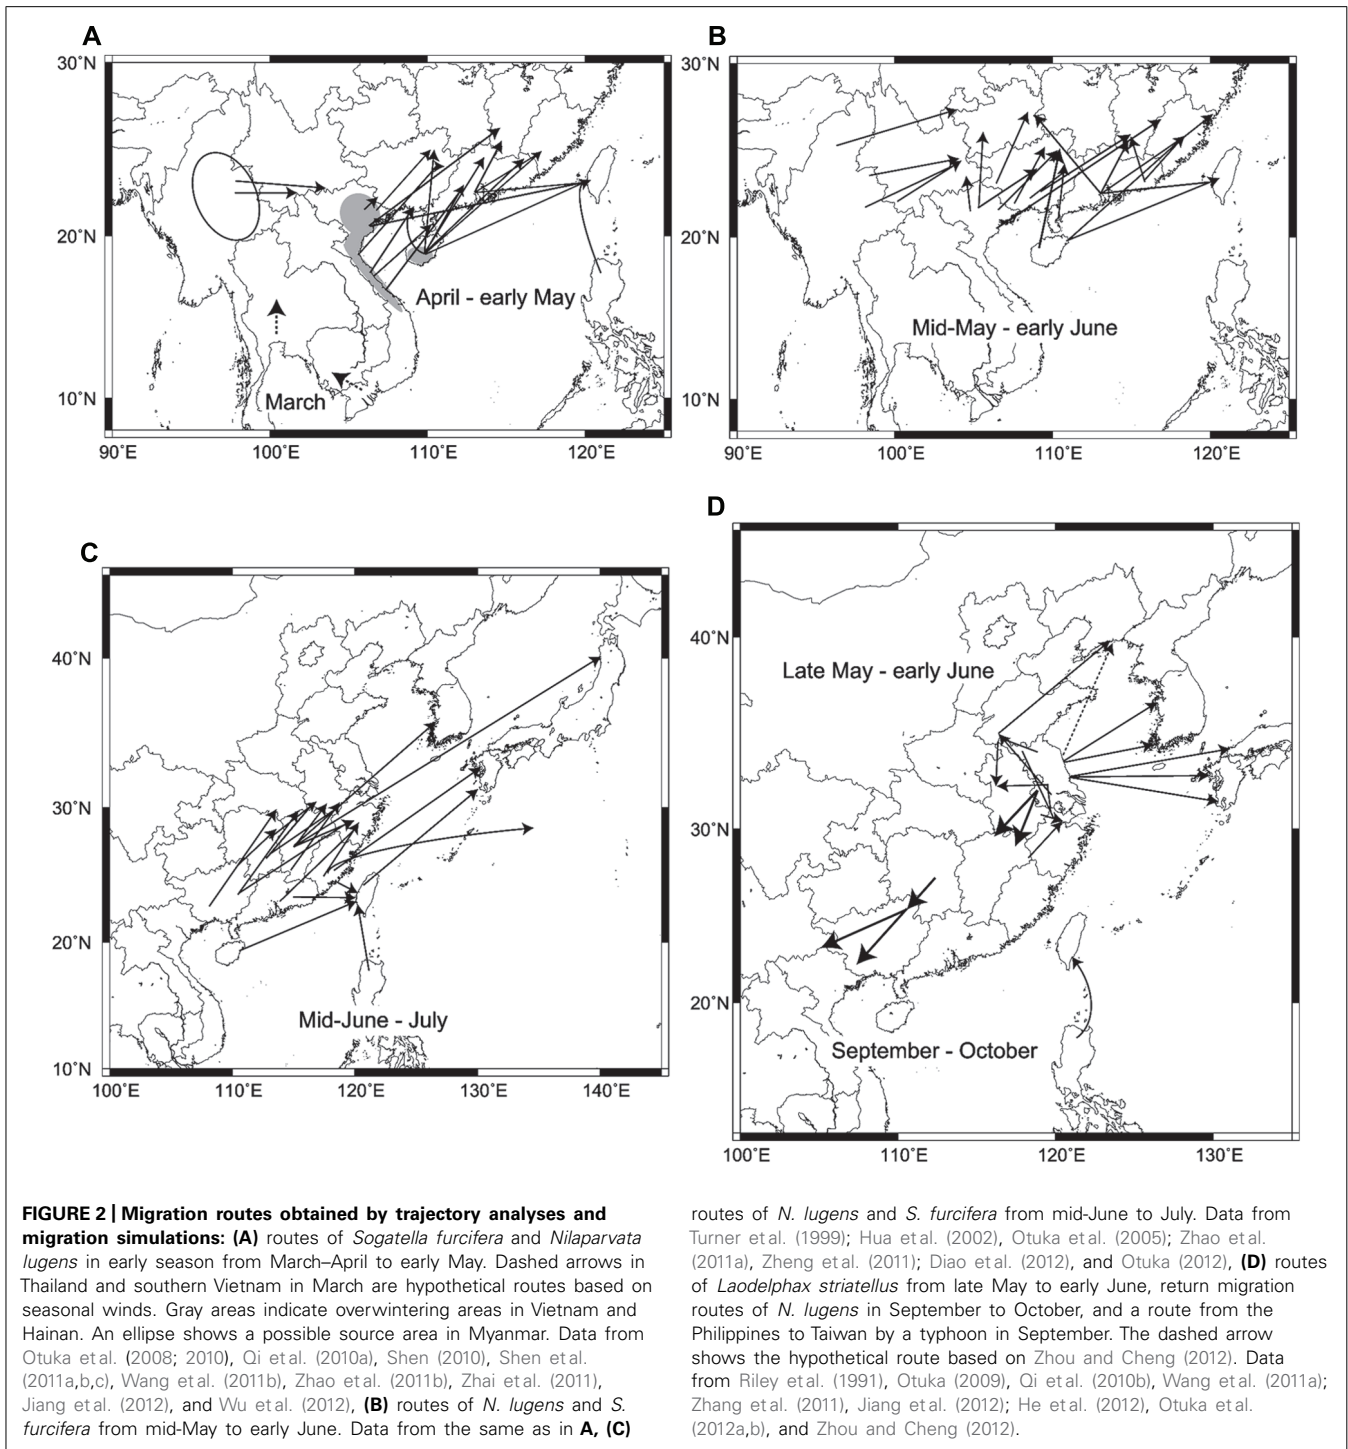 A
30˚N
20˚N
10˚N
90˚E
100˚E
110˚E
120˚E
April - early May
March
B
30˚N
20˚N
10˚N
90˚E
100˚E
110˚E
120˚E
Mid-May - early June
C
40˚N
30˚N
20˚N
10˚N
100˚E
110˚E
120˚E
130˚E
140˚E
Mid-June - July
D
40˚N
30˚N
20˚N
100˚E
110˚E
120˚E
130˚E
Late May - early June
September - October
FIGURE 2 | Migration routes obtained by trajectory analyses and
migration simulations: (A) routes of Sogatella furcifera and Nilaparvata
lugens in early season from March–April to early May. Dashed arrows in
Thailand and southern Vietnam in March are hypothetical routes based on
seasonal winds. Gray areas indicate overwintering areas in Vietnam and
Hainan. An ellipse shows a possible source area in Myanmar. Data from
Otuka et al. (2008; 2010), Qi et al. (2010a), Shen (2010), Shen et al.
(2011a,b,c), Wang et al. (2011b), Zhao et al. (2011b), Zhai et al. (2011),
Jiang et al. (2012), and Wu et al. (2012), (B) routes of N. lugens and S.
furcifera from mid-May to early June. Data from the same as in A, (C)
routes of N. lugens and S. furcifera from mid-June to July. Data from
Turner et al. (1999); Hua et al. (2002), Otuka et al. (2005); Zhao et al.
(2011a), Zheng et al. (2011); Diao et al. (2012), and Otuka (2012), (D) routes
of Laodelphax striatellus from late May to early June, return migration
routes of N. lugens in September to October, and a route from the
Philippines to Taiwan by a typhoon in September. The dashed arrow
shows the hypothetical route based on Zhou and Cheng (2012). Data
from Riley et al. (1991), Otuka (2009), Qi et al. (2010b), Wang et al. (2011a);
Zhang et al. (2011), Jiang et al. (2012); He et al. (2012), Otuka et al.
(2012a,b), and Zhou and Cheng (2012).